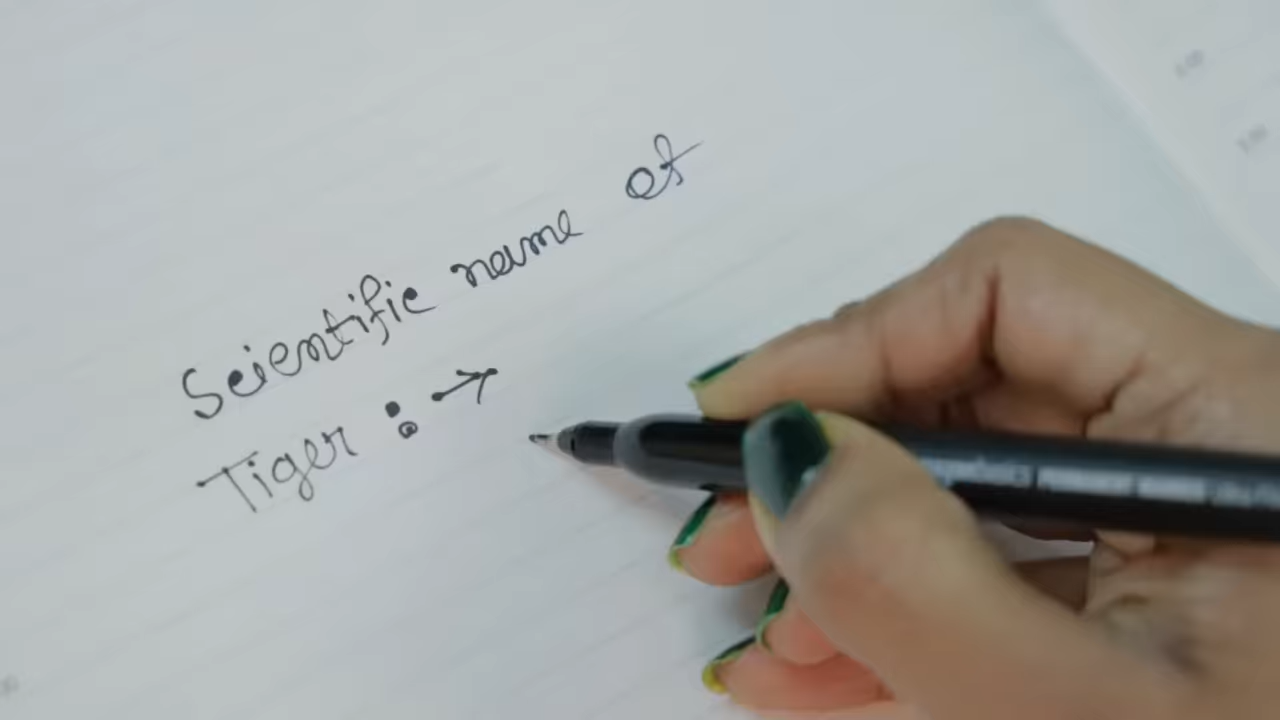 Scientific name of
Tiger : →